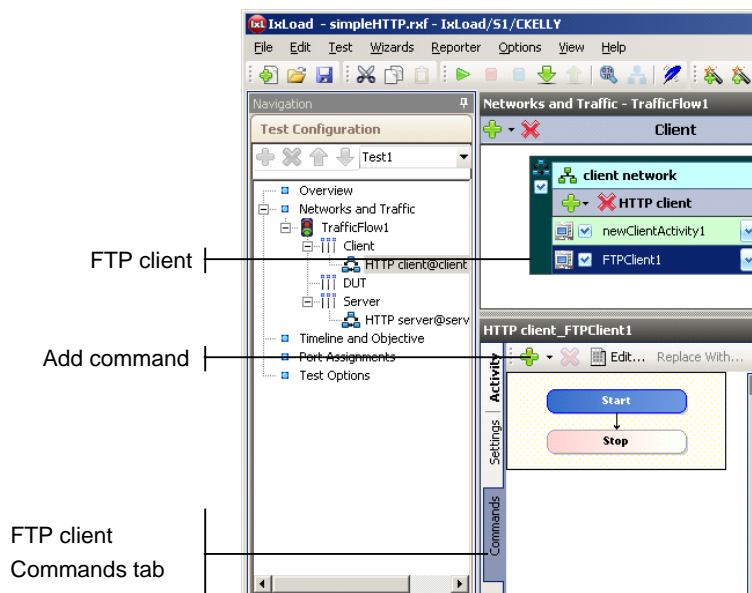 IxLoad - simpleHTTP.rxf - IxLoad/S1/CKELLY
File Edit Test Wizards Reporter Options View Help
Navigation
Test Configuration
Test1
Overview
Networks and Traffic
TrafficFlow1
Client
HTTP client@client
DUT
Server
HTTP server@serv
Timeline and Objective
Port Assignments
Test Options
Networks and Traffic - TrafficFlow1
Client
client network
HTTP client
newClientActivity1
FTPClient1
HTTP client_FTPClient1
Edit... Replace With...
Activity
Settings
Commands
Start
Stop
FTP client
Add command
FTP client
Commands tab